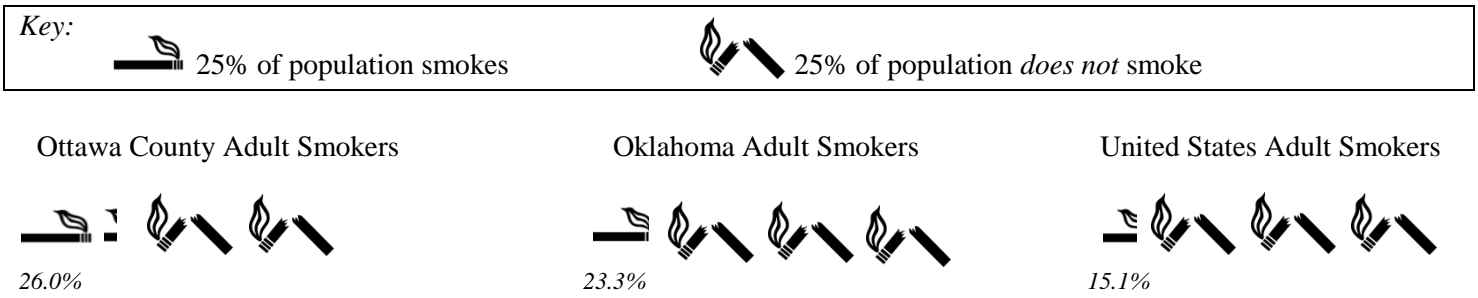 Key:
25% of population smokes
25% of population does not smoke
Ottawa County Adult Smokers
Oklahoma Adult Smokers
United States Adult Smokers
26.0%
23.3%
15.1%